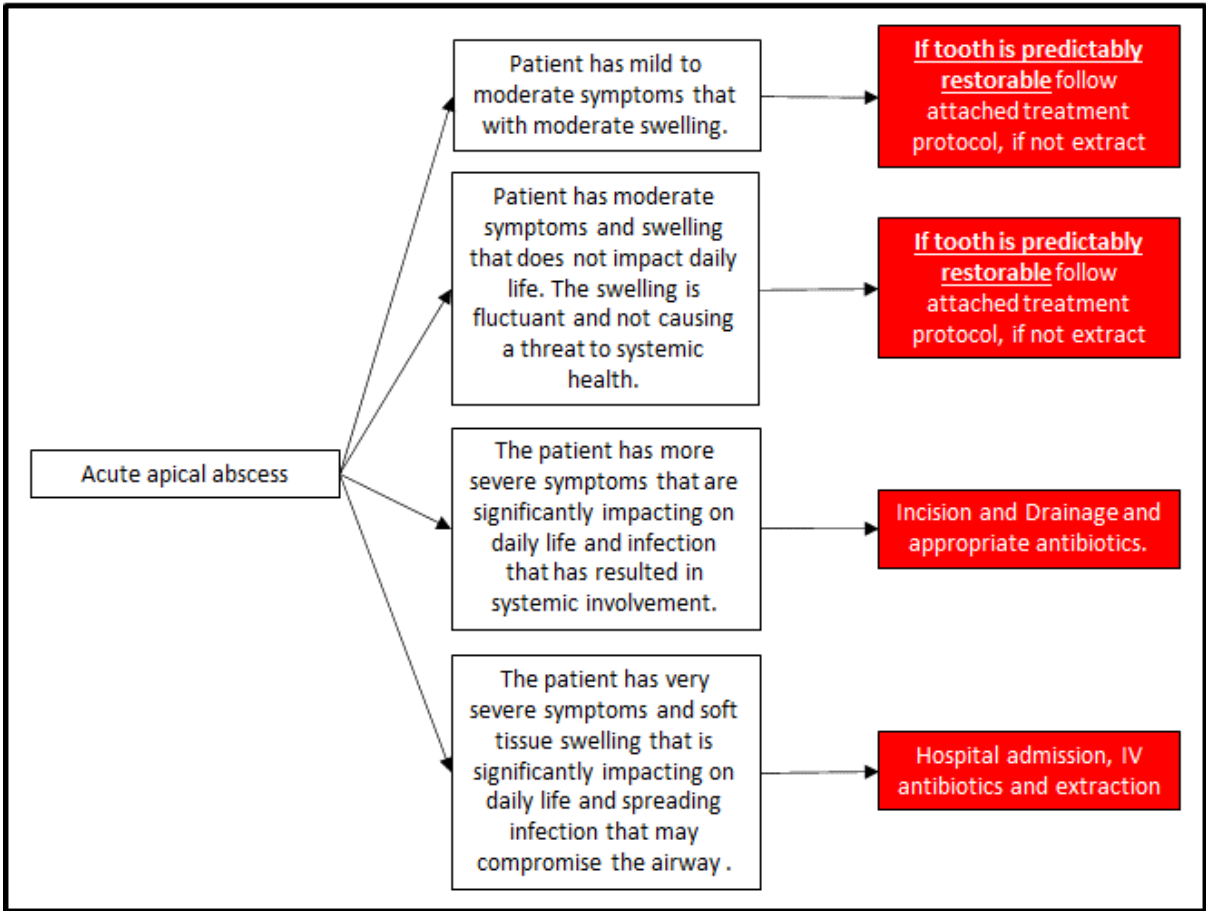 Patient has mild to
moderate symptoms that
with moderate swelling.
If tooth is predictably
restorable follow
attached treatment
protocol, if not extract
Patient has moderate
symptoms and swelling
that does not impact daily
life. The swelling is
fluctuant and not causing
a threat to systemic
health.
If tooth is predictably
restorable follow
attached treatment
protocol, if not extract
Acute apical abscess
The patient has more
severe symptoms that are
significantly impacting on
daily life and infection
that has resulted in
systemic involvement.
Incision and Drainage and
appropriate antibiotics.
The patient has very
severe symptoms and soft
tissue swelling that is
significantly impacting on
daily life and spreading
infection that may
compromise the airway .
Hospital admission, IV
antibiotics and extraction